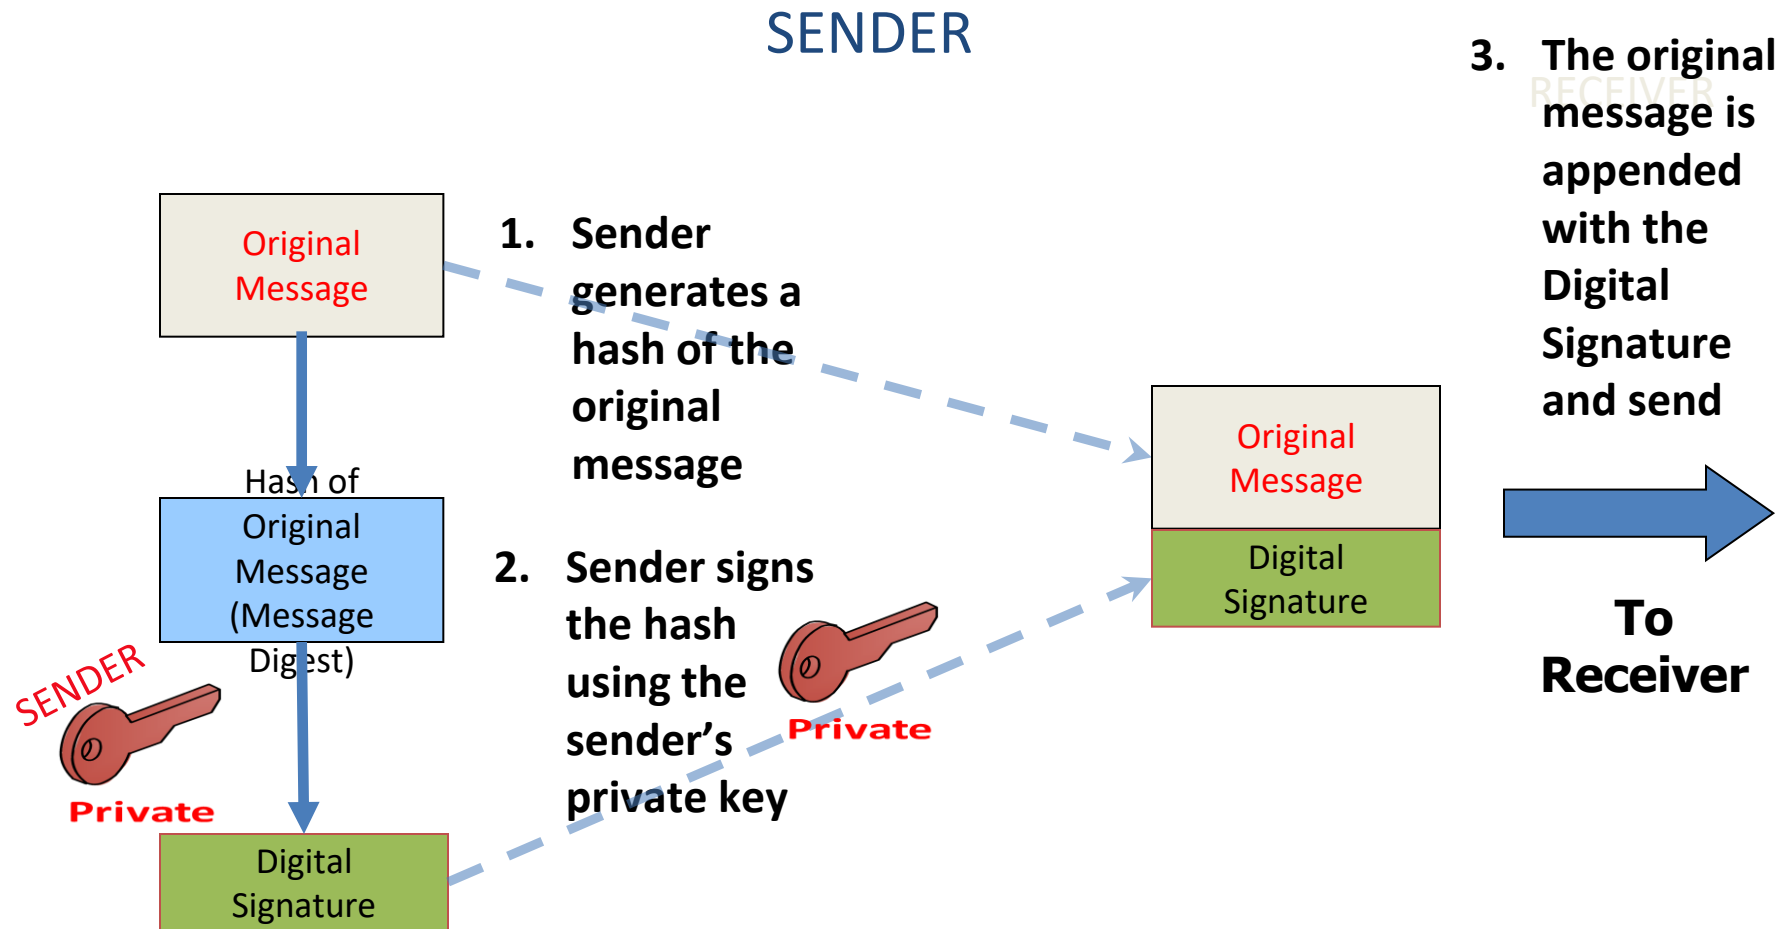 SENDER
3. The original
RECEIVER
message is
appended
with the
Digital
Signature
and send
Original
Message
1. Sender
generates a
hash of the
original
message
Original
Message
Digital
Signature
Hash of
Original
Message
(Message
Digest)
2. Sender signs
the hash
using the
sender’s
private key
Private
To
Receiver
SENDER
Private
Digital
Signature